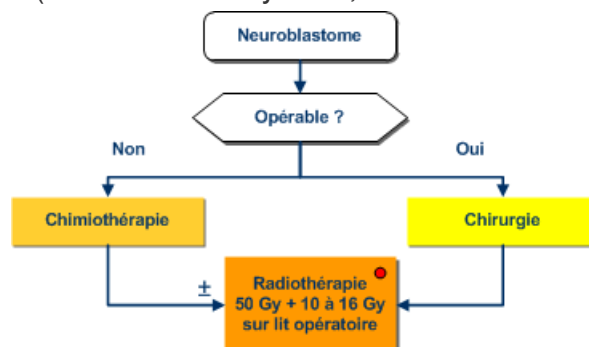 Neuroblastome
Opérable ?
Non
Oui
Chimiothérapie
Chirurgie
±
Radiothérapie
50 Gy + 10 à 16 Gy
sur lit opératoire